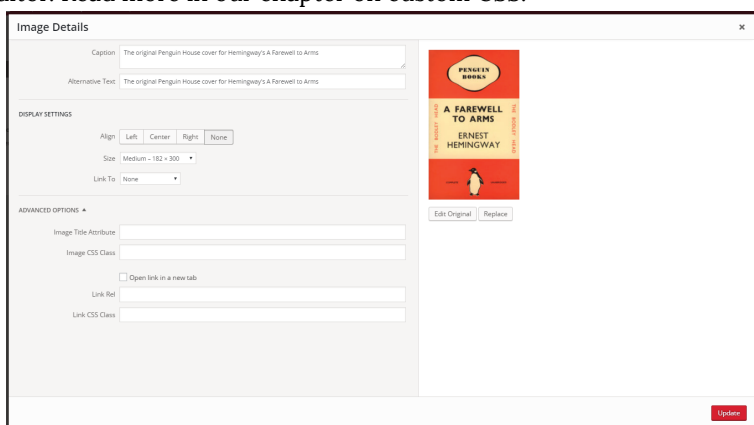 after. Read more in our chapter on custom CSS.
Image Details
×
Caption
The original Penguin House cover for Hemingway's A Farewell to Arms
Alternative Text
The original Penguin House cover for Hemingway's A Farewell to Arms
DISPLAY SETTINGS
Align
Left
Center
Right
None
Size
Medium – 182 × 300
Link To
None
ADVANCED OPTIONS
Image Title Attribute
Image CSS Class
Open link in a new tab
Link Rel
Link CSS Class
PENGUIN
BOOKS
THE BODLEY HEAD
A FAREWELL
TO ARMS
ERNEST
HEMINGWAY
THE BODLEY HEAD
Edit Original
Replace
Update